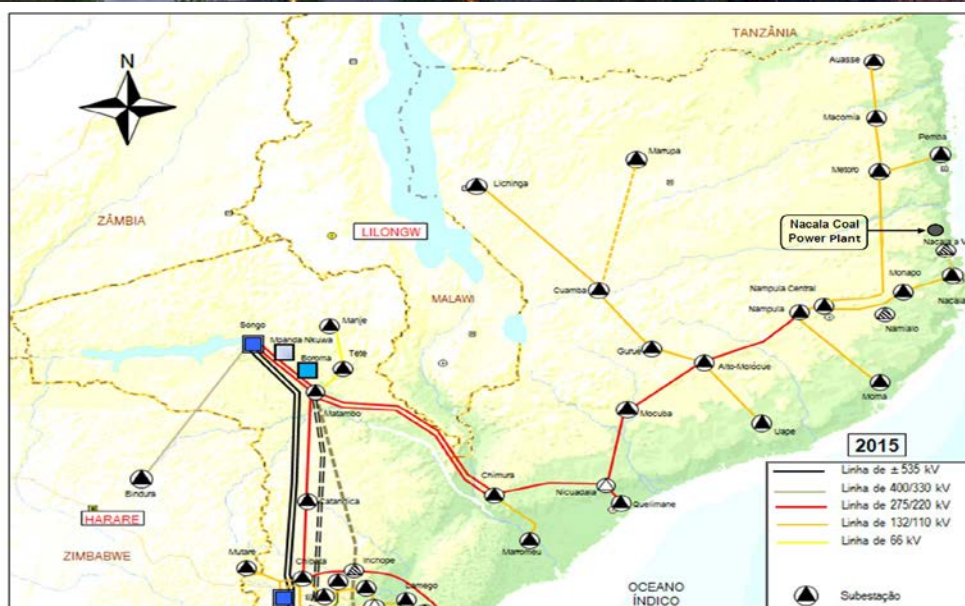 N
TANZÂNIA
Auasse
Macomia
Pemba
Metoro
Marrupa
Lichinga
ZÂMBIA
LILONGW
Nacala Coal
Power Plant
Nacala a V
MALAWI
Cuamba
Monapo
Nampula Central
Nacala
Nampula
Namialo
Songo
Manje
Mpanda Nkuwa
Boroma
Tete
Gurue
Alto-Molócue
Moma
Matambo
Mocuba
Uape
2015
Linha de ± 535 kV
Linha de 400/330 kV
Linha de 275/220 kV
Linha de 132/110 kV
Linha de 66 kV
Chimura
Nicuadala
Quelimane
Bindura
Catandica
HARARE
Marromeu
ZIMBABWE
Mutare
Inchope
Lamego
OCEANO
ÍNDICO
Subestação